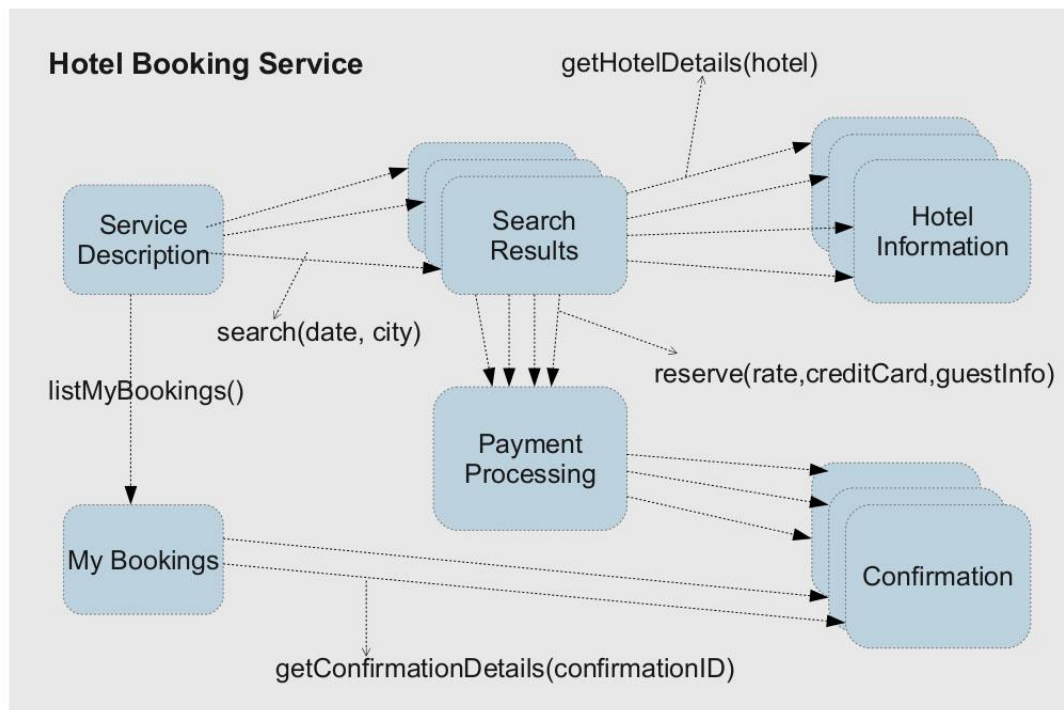 Hotel Booking Service
getHotelDetails(hotel)
Service
Description
Search
Results
Hotel
Information
search(date, city)
reserve(rate,creditCard,guestInfo)
listMyBookings()
Payment
Processing
My Bookings
Confirmation
getConfirmationDetails(confirmationID)